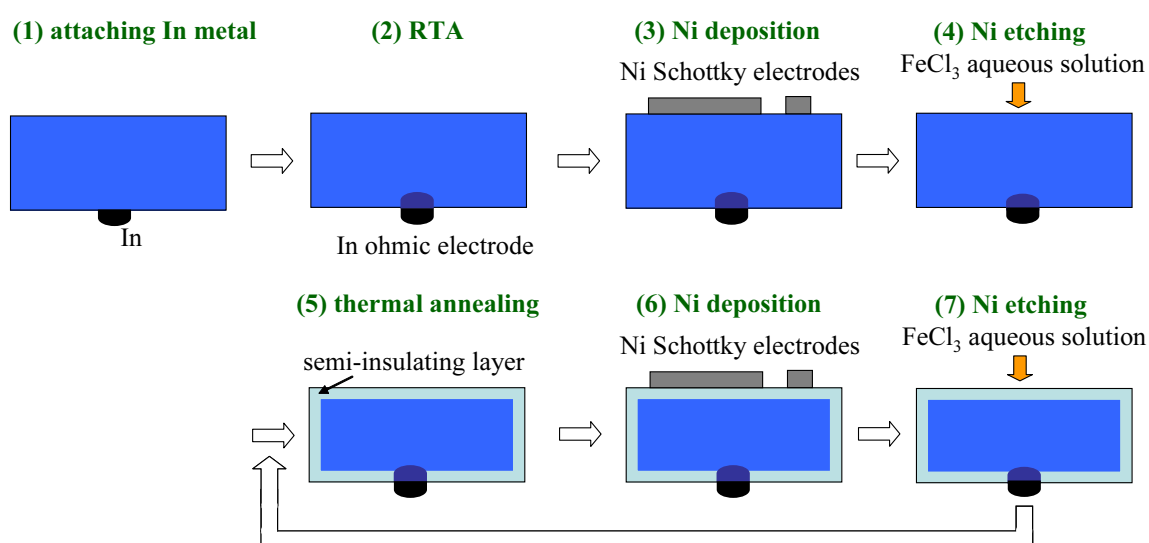 (1) attaching In metal
(2) RTA
(3) Ni deposition
(4) Ni etching
Ni Schottky electrodes
FeCl₃ aqueous solution
In
In ohmic electrode
(5) thermal annealing
(6) Ni deposition
(7) Ni etching
semi-insulating layer
Ni Schottky electrodes
FeCl₃ aqueous solution